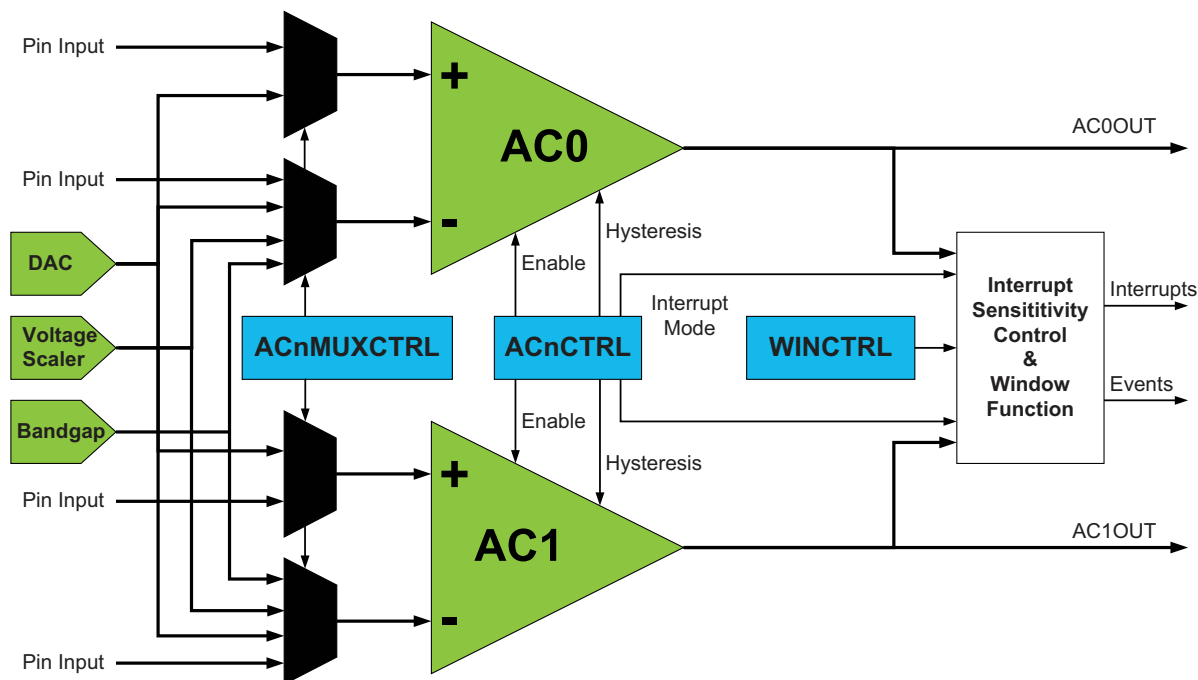 Pin Input
+
AC0
-
AC0OUT
Pin Input
DAC
Voltage
Scaler
Bandgap
Pin Input
Pin Input
ACnMUXCTRL
Hysteresis
Enable
ACnCTRL
Interrupt
Mode
WINCTRL
Enable
Hysteresis
Interrupt
Sensititivity
Control
&
Window
Function
Interrupts
Events
+
AC1
-
AC1OUT